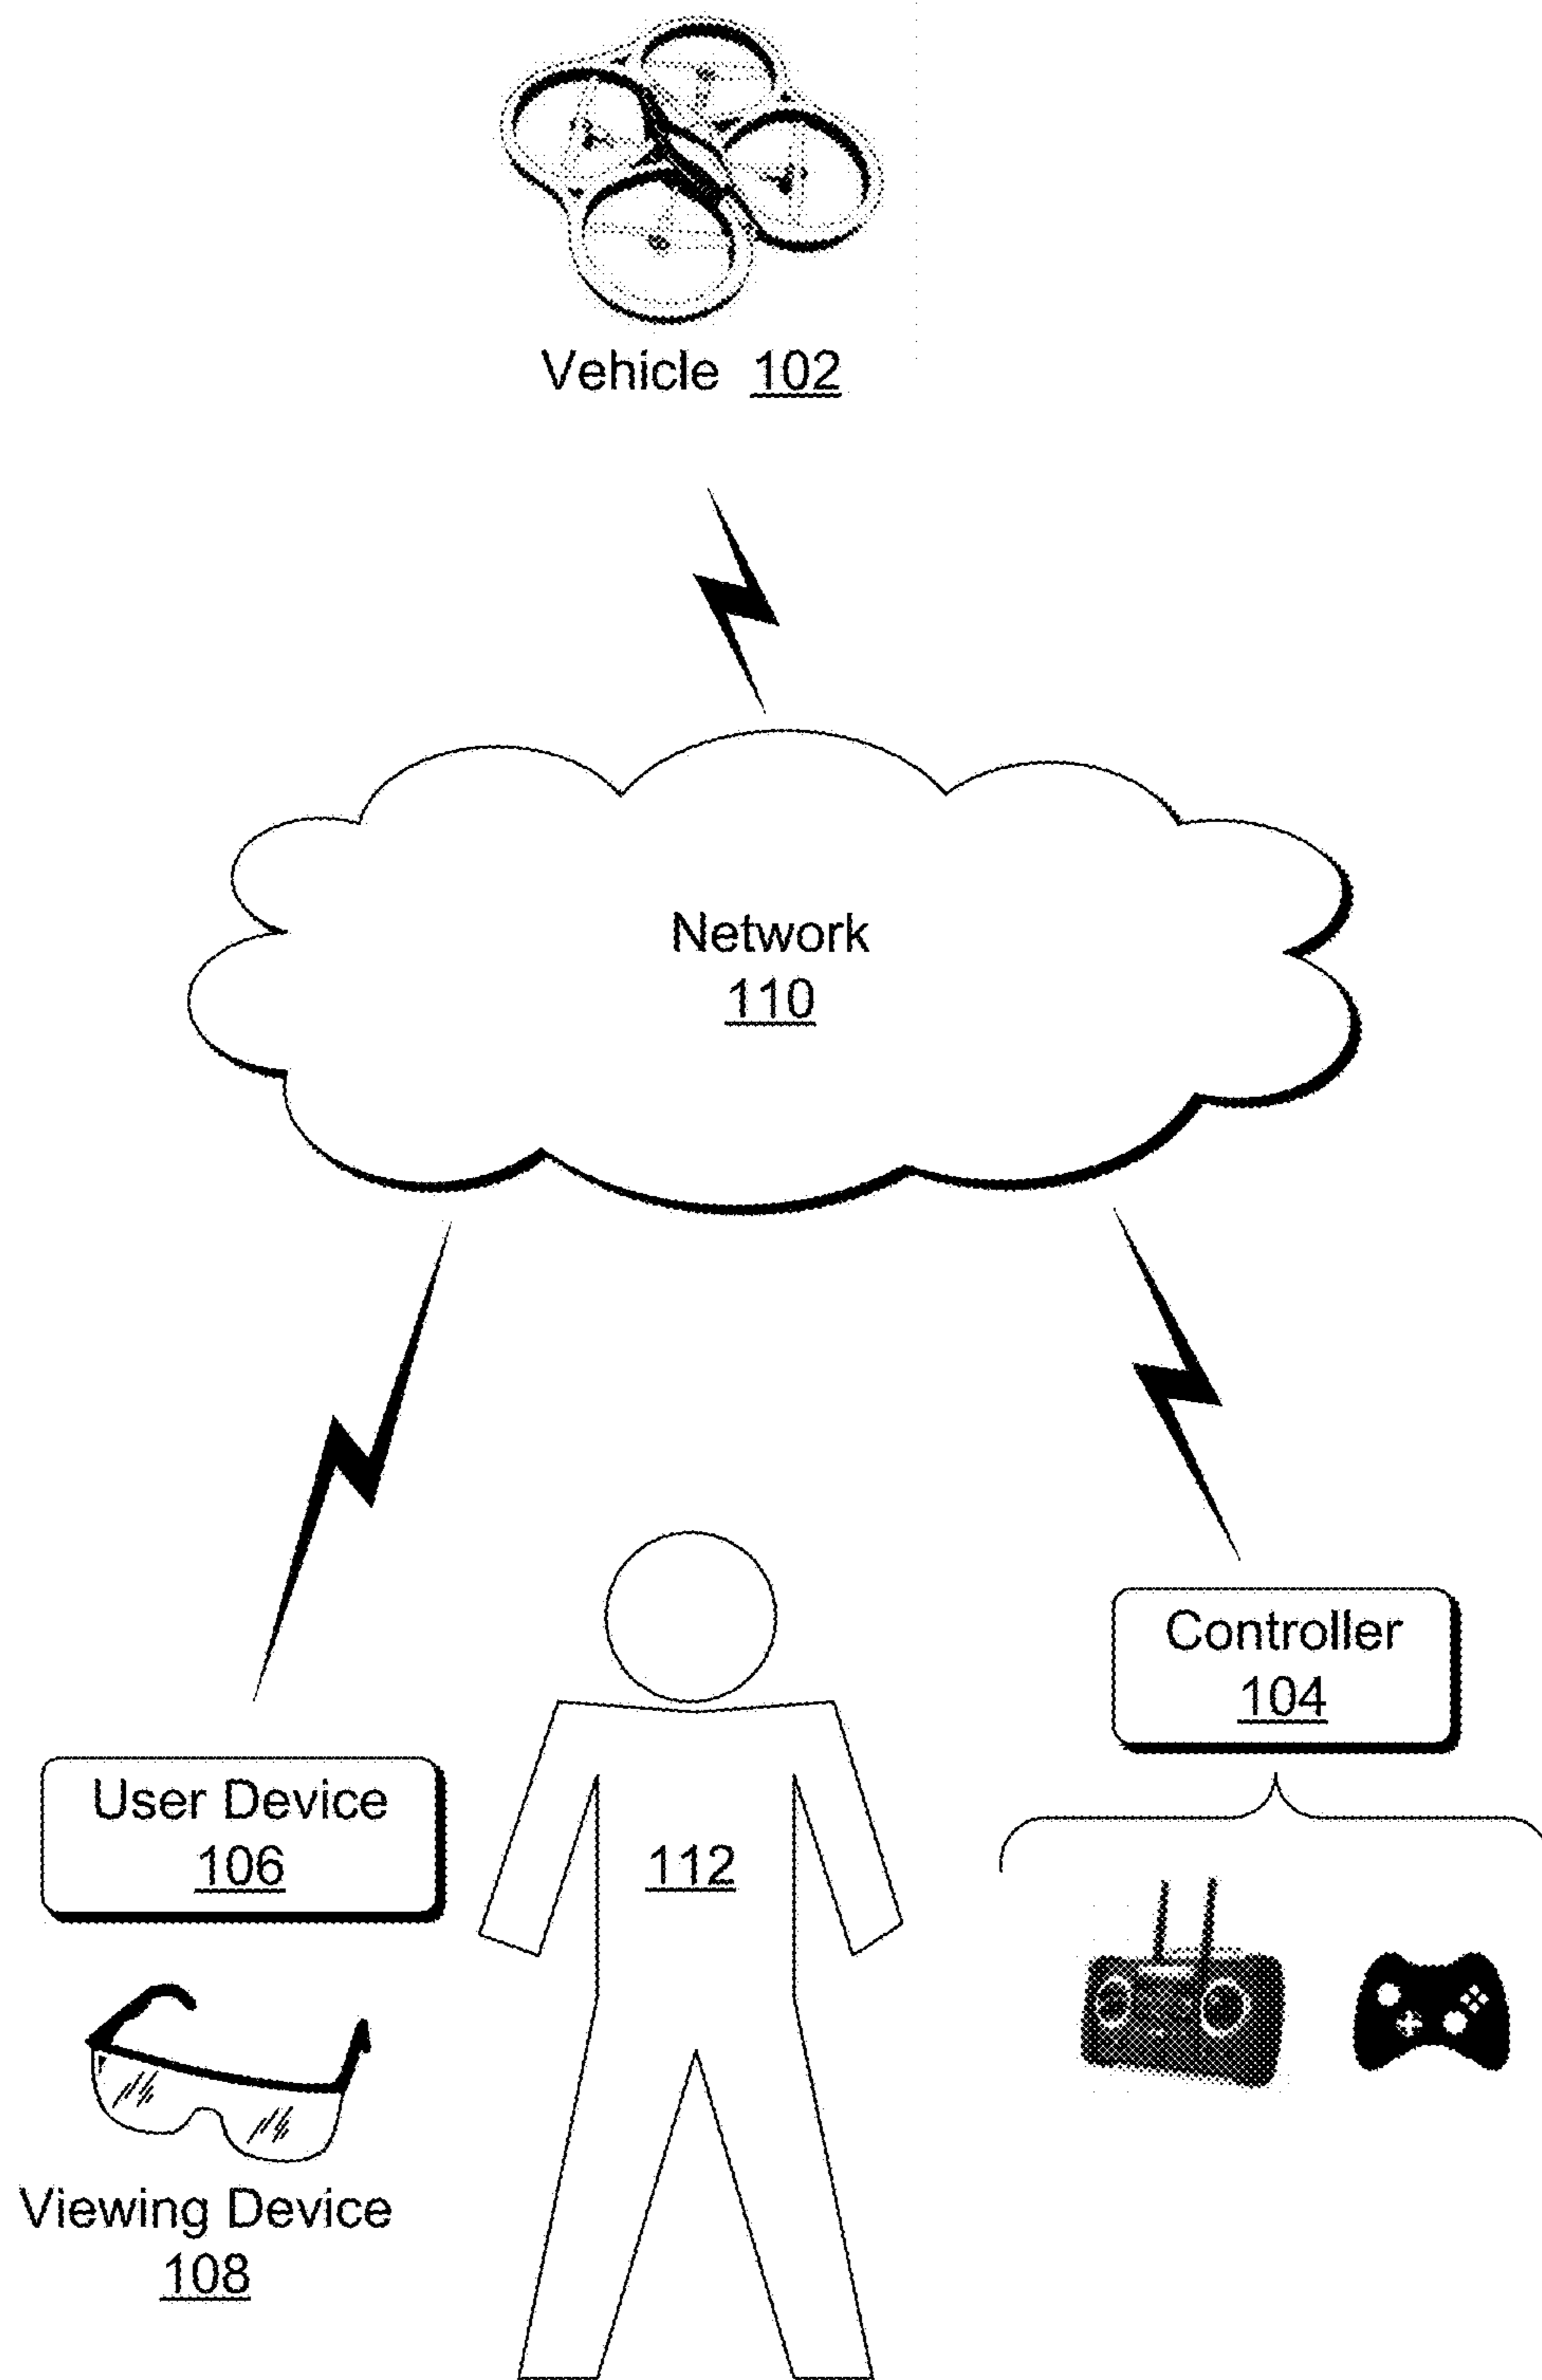 Vehicle 102
Network
110
Controller
104
User Device
106
112
Viewing Device
108